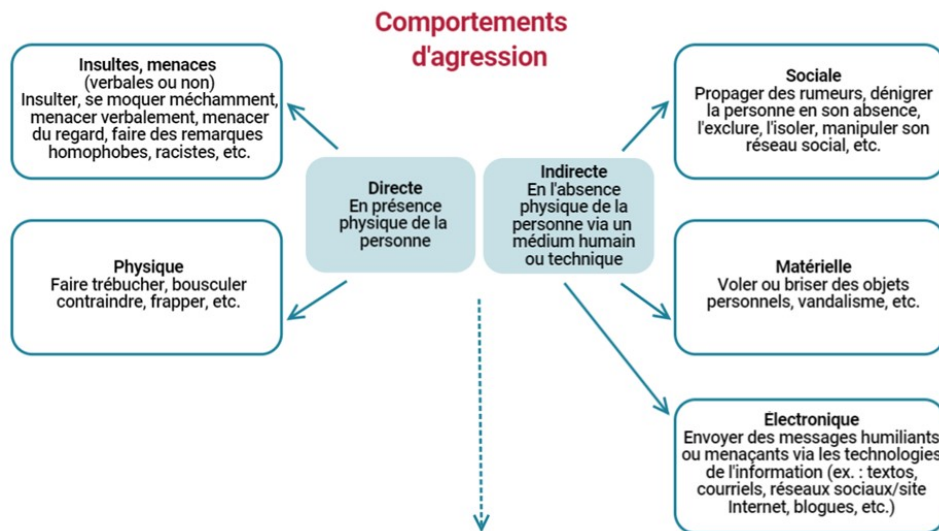 Comportements
d'agression
Insultes, menaces
(verbales ou non)
Insulter, se moquer méchamment,
menacer verbalement, menacer
du regard, faire des remarques
homophobes, racistes, etc.
Sociale
Propager des rumeurs, dénigrer
la personne en son absence,
l'exclure, l'isoler, manipuler son
réseau social, etc.
Directe
En présence
physique de la
personne
Indirecte
En l'absence
physique de la
personne via un
médium humain
ou technique
Physique
Faire trébucher, bousculer
contraindre, frapper, etc.
Matérielle
Voler ou briser des objets
personnels, vandalisme, etc.
Électronique
Envoyer des messages humiliants
ou menaçants via les technologies
de l'information (ex. : textos,
courriels, réseaux sociaux/site
Internet, blogues, etc.)